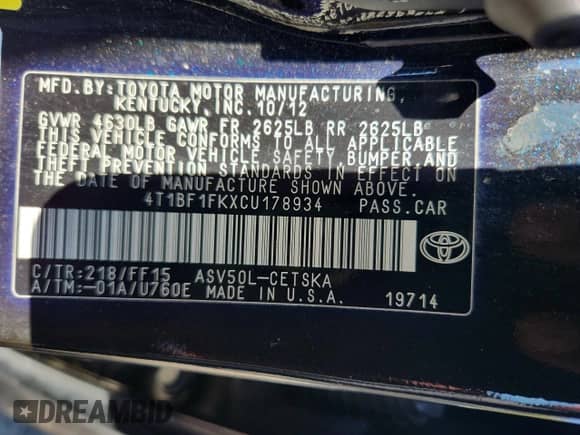 MFD.BY:TOYOTA MOTOR MANUFACTURING,
KENTUCKY, INC. 10/12
GVWR 4630LB GAWR FR 2625LB RR 2625LB
THIS VEHICLE CONFORMS TO ALL APPLICABLE
FEDERAL MOTOR VEHICLE SAFETY, BUMPER, AND
THEFT PREVENTION STANDARDS IN EFFECT ON
THE DATE OF MANUFACTURE SHOWN ABOVE.
4T1BF1FKXCU178934 PASS.CAR
C/TR:218/FF15 ASV50L-CETSKA
A/TM:-01A/U760E MADE IN U.S.A. 19714
TOYOTA
DREAMBID